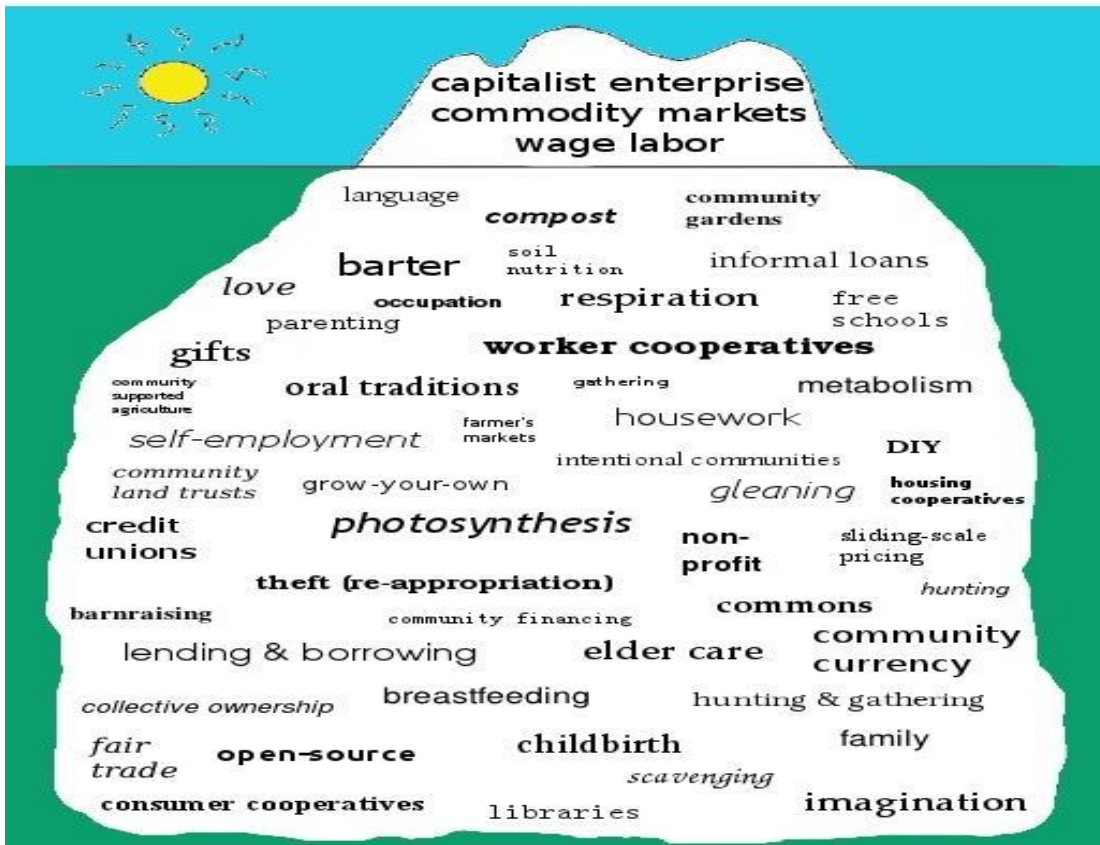 capitalist enterprise
commodity markets
wage labor
language
compost
community
gardens
barter
soil
nutrition
informal loans
love
occupation
respiration
free
schools
parenting
gifts
worker cooperatives
community
supported
agriculture
oral traditions
gathering
metabolism
housework
self-employment
farmer's
markets
intentional communities
DIY
community
land trusts
grow-your-own
gleaning
housing
cooperatives
credit
unions
photosynthesis
non-
profit
sliding-scale
pricing
theft (re-appropriation)
hunting
barnraising
community financing
commons
lending & borrowing
elder care
community
currency
collective ownership
breastfeeding
hunting & gathering
fair
trade
open-source
childbirth
family
scavenging
consumer cooperatives
libraries
imagination